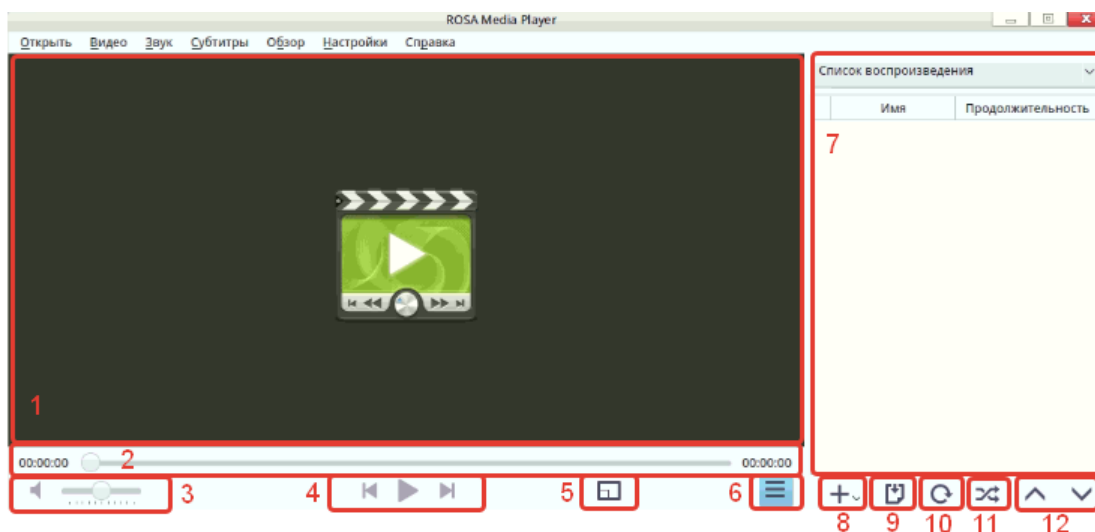 ROSA Media Player
Открыть Видео Звук Субтитры Обзор Настройки Справка
Список воспроизведения
Имя Продолжительность
7
1
00:00:00 2 00:00:00
3 4 5 6
8 9 10 11 12